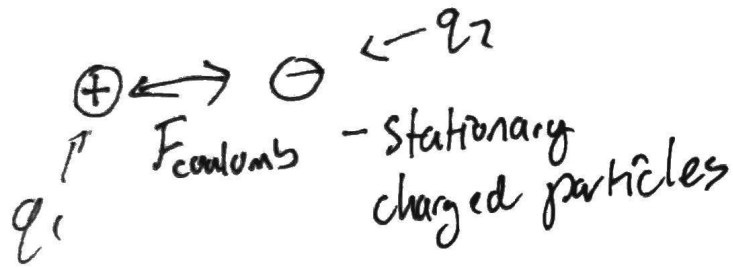 q2
+
-
Fcoulomb
- stationary
charged particles
q1